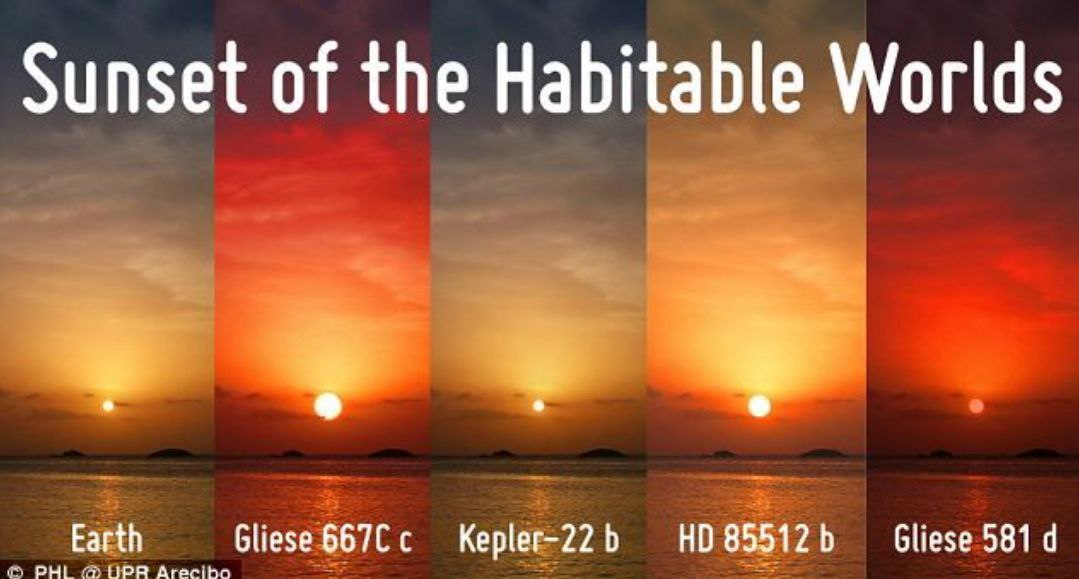 Sunset of the Habitable Worlds
Earth
Gliese 667C c
Kepler-22 b
HD 85512 b
Gliese 581 d
© PHL @ UPR Arecibo